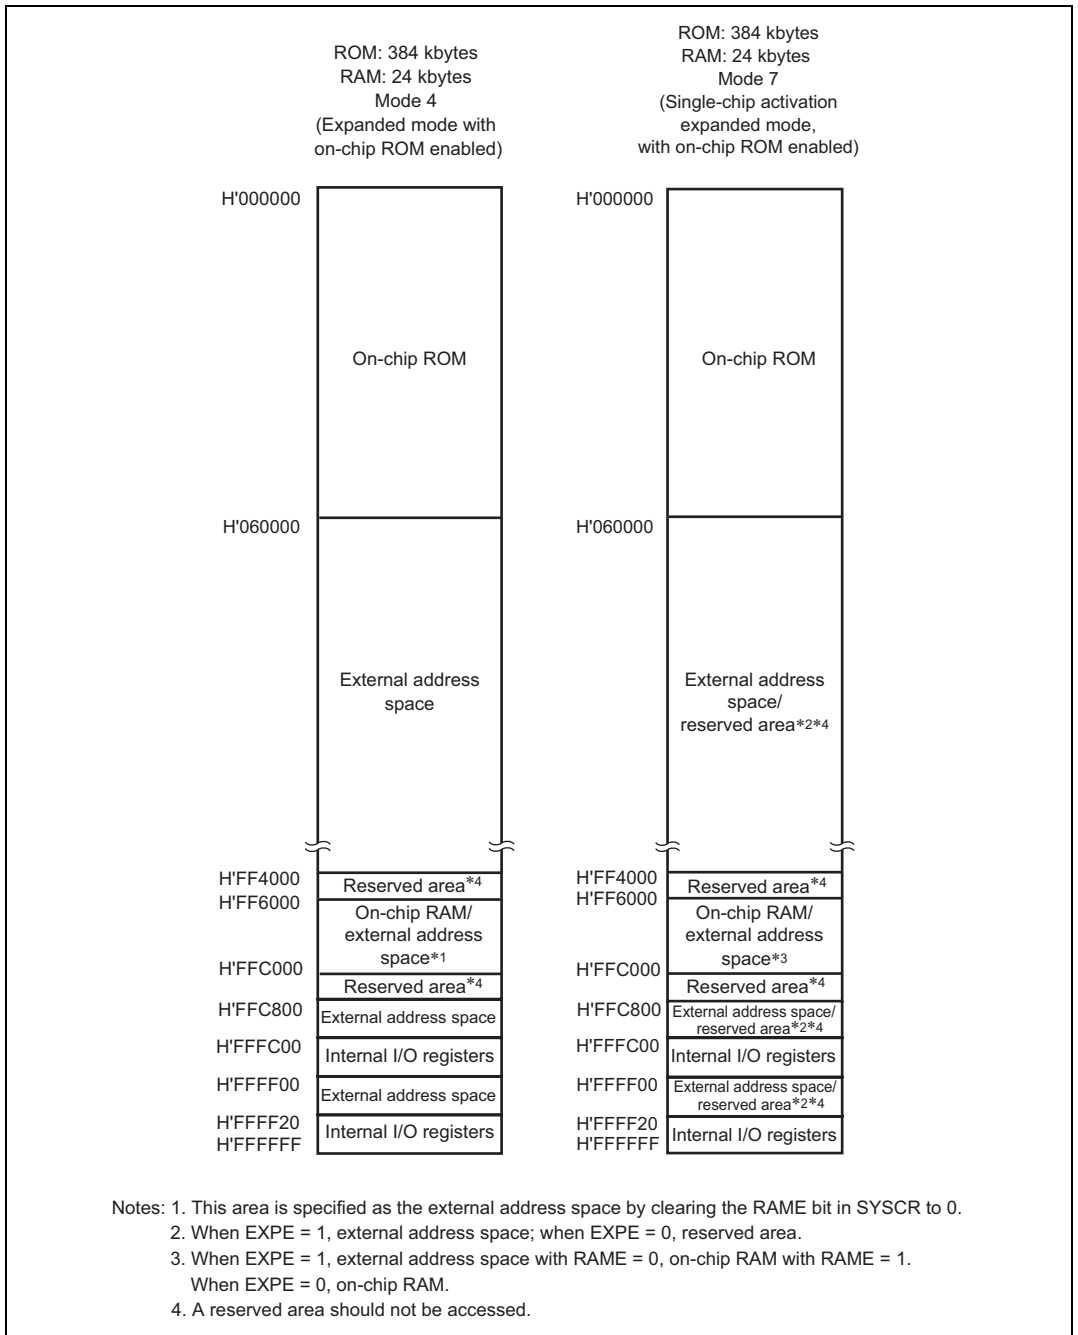 ROM: 384 kbytes
RAM: 24 kbytes
Mode 4
(Expanded mode with
on-chip ROM enabled)
H'000000
On-chip ROM
H'060000
External address
space
H'FF4000
Reserved area*4
H'FF6000
On-chip RAM/
external address
space*1
H'FFC000
Reserved area*4
H'FFC800
External address space
H'FFFC00
Internal I/O registers
H'FFFF00
External address space
H'FFFF20
Internal I/O registers
H'FFFFFF
ROM: 384 kbytes
RAM: 24 kbytes
Mode 7
(Single-chip activation
expanded mode,
with on-chip ROM enabled)
H'000000
On-chip ROM
H'060000
External address
space/
reserved area*2*4
H'FF4000
Reserved area*4
H'FF6000
On-chip RAM/
external address
space*3
H'FFC000
Reserved area*4
H'FFC800
External address space/
reserved area*2*4
H'FFFC00
Internal I/O registers
H'FFFF00
External address space/
reserved area*2*4
H'FFFF20
Internal I/O registers
H'FFFFFF
Notes: 1. This area is specified as the external address space by clearing the RAME bit in SYSCR to 0.
2. When EXPE = 1, external address space; when EXPE = 0, reserved area.
3. When EXPE = 1, external address space with RAME = 0, on-chip RAM with RAME = 1.
When EXPE = 0, on-chip RAM.
4. A reserved area should not be accessed.